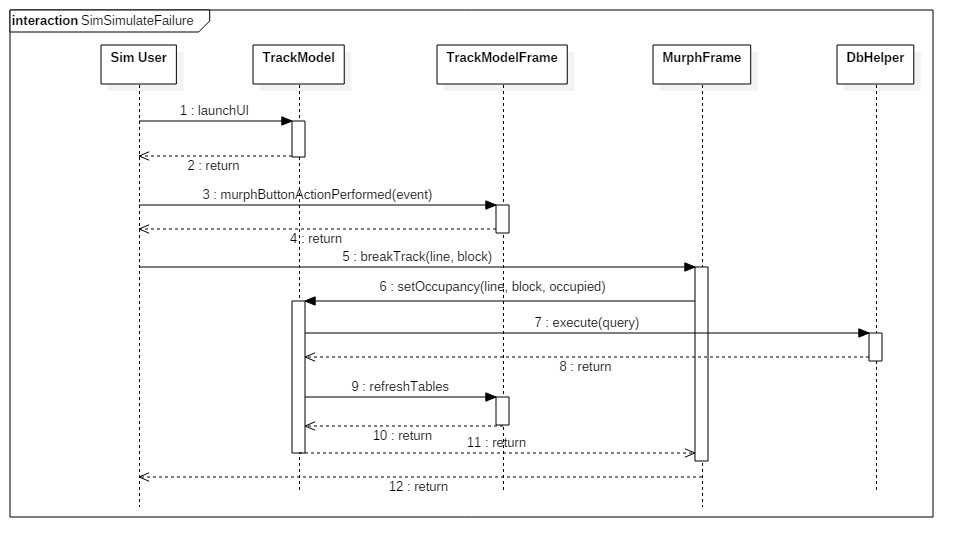 interaction SimSimulateFailure
Sim User
TrackModel
TrackModelFrame
MurphFrame
DbHelper
1 : launchUI
2 : return
3 : murphButtonActionPerformed(event)
4 : return
5 : breakTrack(line, block)
6 : setOccupancy(line, block, occupied)
7 : execute(query)
8 : return
9 : refreshTables
10 : return
11 : return
12 : return